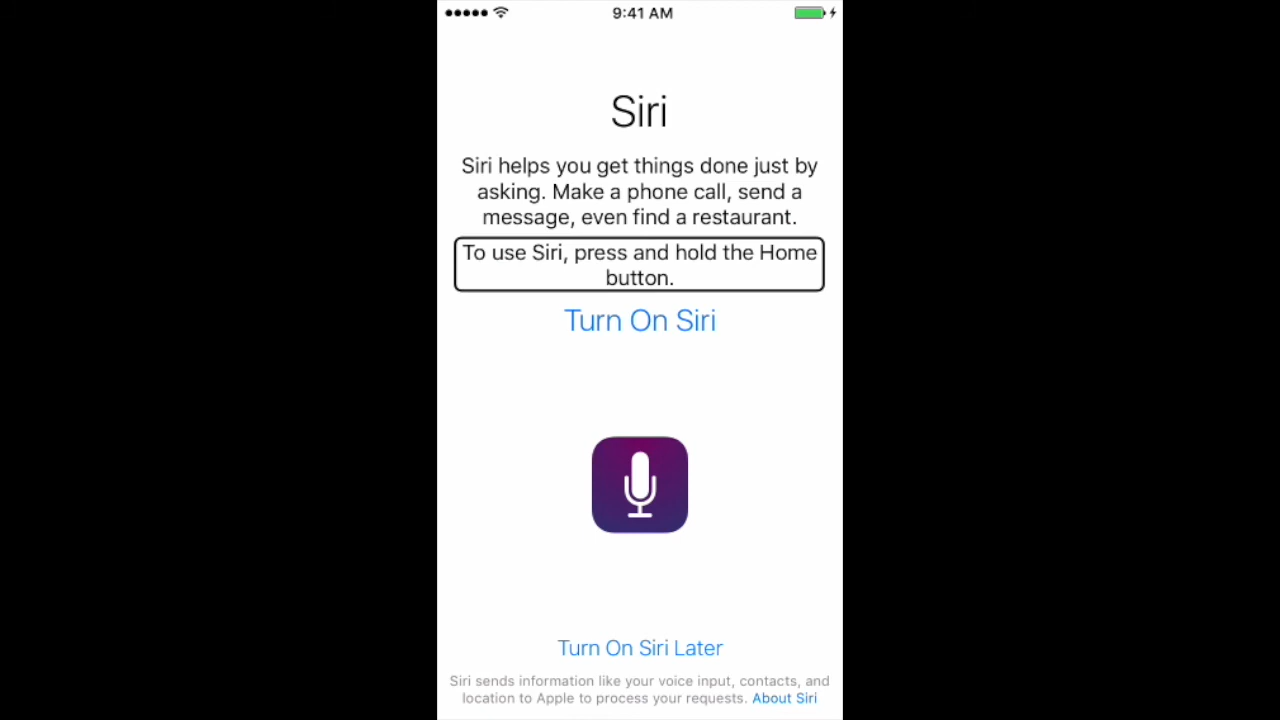 9:41 AM
Siri
Siri helps you get things done just by
asking. Make a phone call, send a
message, even find a restaurant.
To use Siri, press and hold the Home
button.
Turn On Siri
Turn On Siri Later
Siri sends information like your voice input, contacts, and
location to Apple to process your requests. About Siri